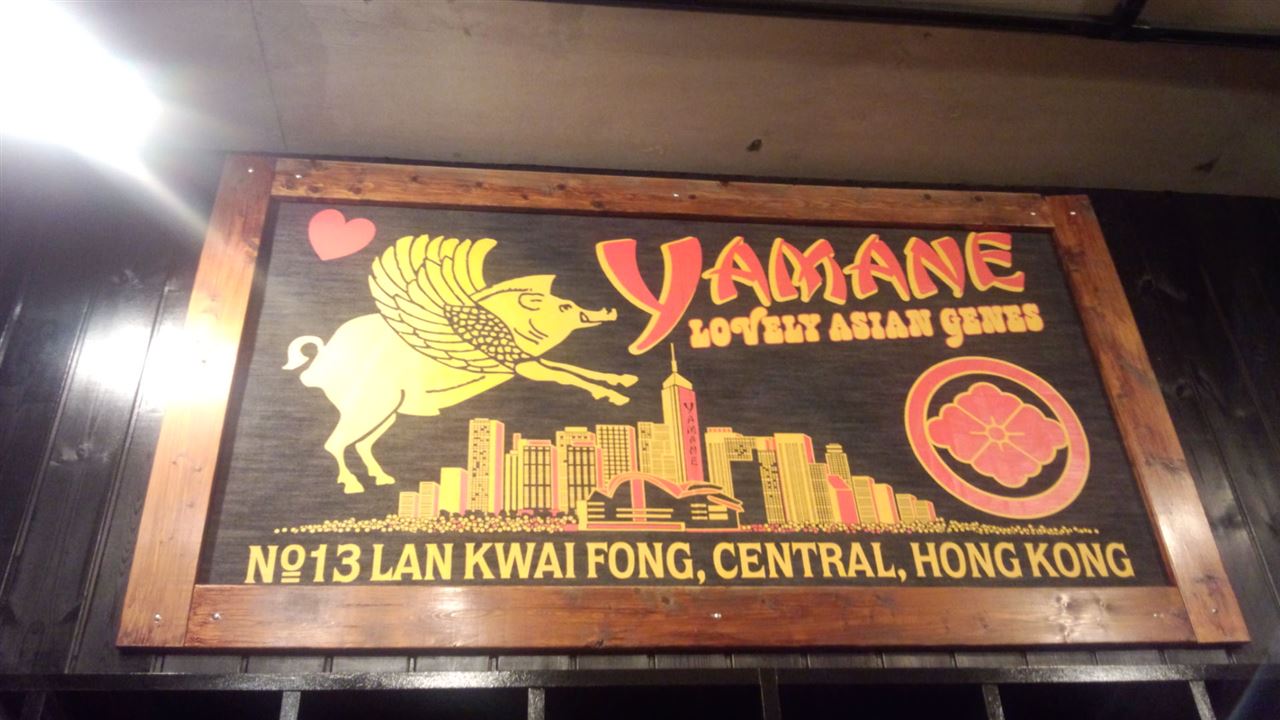 YAMANE
LOVELY ASIAN GENES
YAMANE
Nº13 LAN KWAI FONG, CENTRAL, HONG KONG